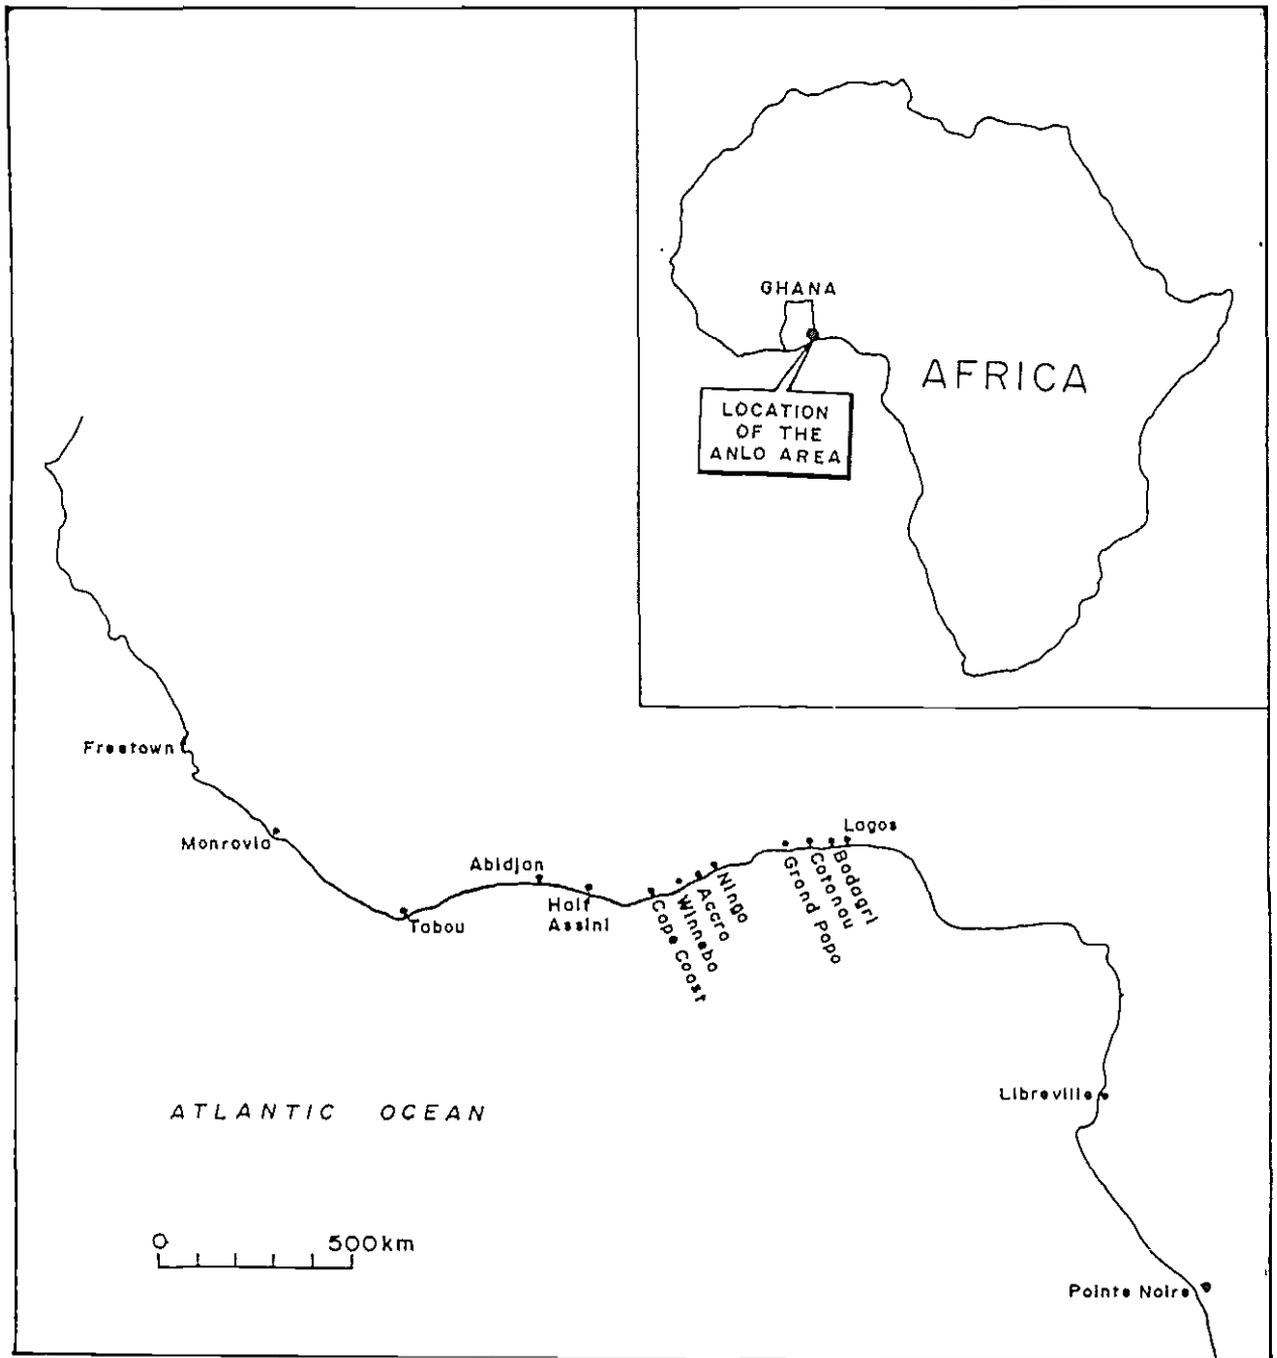 GHANA
AFRICA
LOCATION
OF THE
ANLO AREA
Freetown
Monrovia
Tabou
Abidjan
Half
Assini
Cape Coast
Winneba
Accra
Ningo
Grand Popo
Cotonou
Badagri
Lagos
Libreville
Pointe Noire
ATLANTIC OCEAN
0 500km